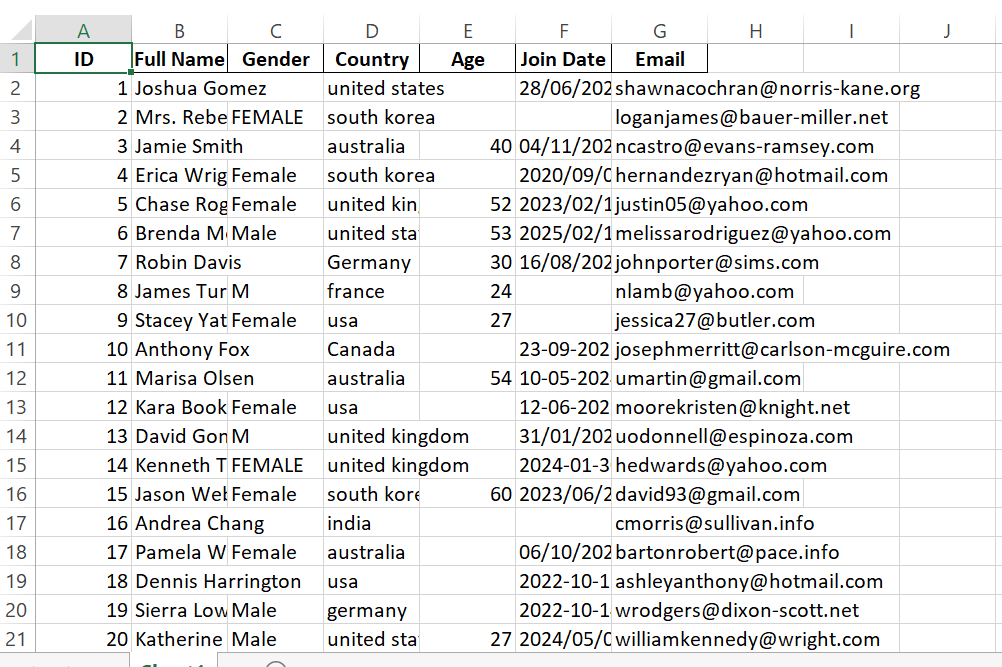 A B C D E F G H I J
1 ID Full Name Gender Country Age Join Date Email
2 1 Joshua Gomez united states 28/06/202 shawnacochran@norris-kane.org
3 2 Mrs. Rebe FEMALE south korea loganjames@bauer-miller.net
4 3 Jamie Smith australia 40 04/11/202 ncastro@evans-ramsey.com
5 4 Erica Wrig Female south korea 2020/09/0 hernandezryan@hotmail.com
6 5 Chase Rog Female united kin 52 2023/02/1 justin05@yahoo.com
7 6 Brenda M Male united sta 53 2025/02/1 melissarodriguez@yahoo.com
8 7 Robin Davis Germany 30 16/08/202 johnporter@sims.com
9 8 James Tur M france 24 nlamb@yahoo.com
10 9 Stacey Yat Female usa 27 jessica27@butler.com
11 10 Anthony Fox Canada 23-09-202 josephmerritt@carlson-mcguire.com
12 11 Marisa Olsen australia 54 10-05-202 umartin@gmail.com
13 12 Kara Book Female usa 12-06-202 moorekristen@knight.net
14 13 David Gon M united kingdom 31/01/202 uodonnell@espinoza.com
15 14 Kenneth T FEMALE united kingdom 2024-01-3 hedwards@yahoo.com
16 15 Jason Wel Female south kore 60 2023/06/2 david93@gmail.com
17 16 Andrea Chang india cmorris@sullivan.info
18 17 Pamela W Female australia 06/10/202 bartonrobert@pace.info
19 18 Dennis Harrington usa 2022-10-1 ashleyanthony@hotmail.com
20 19 Sierra Low Male germany 2022-10-1 wrodgers@dixon-scott.net
21 20 Katherine Male united sta 27 2024/05/0 williamkennedy@wright.com